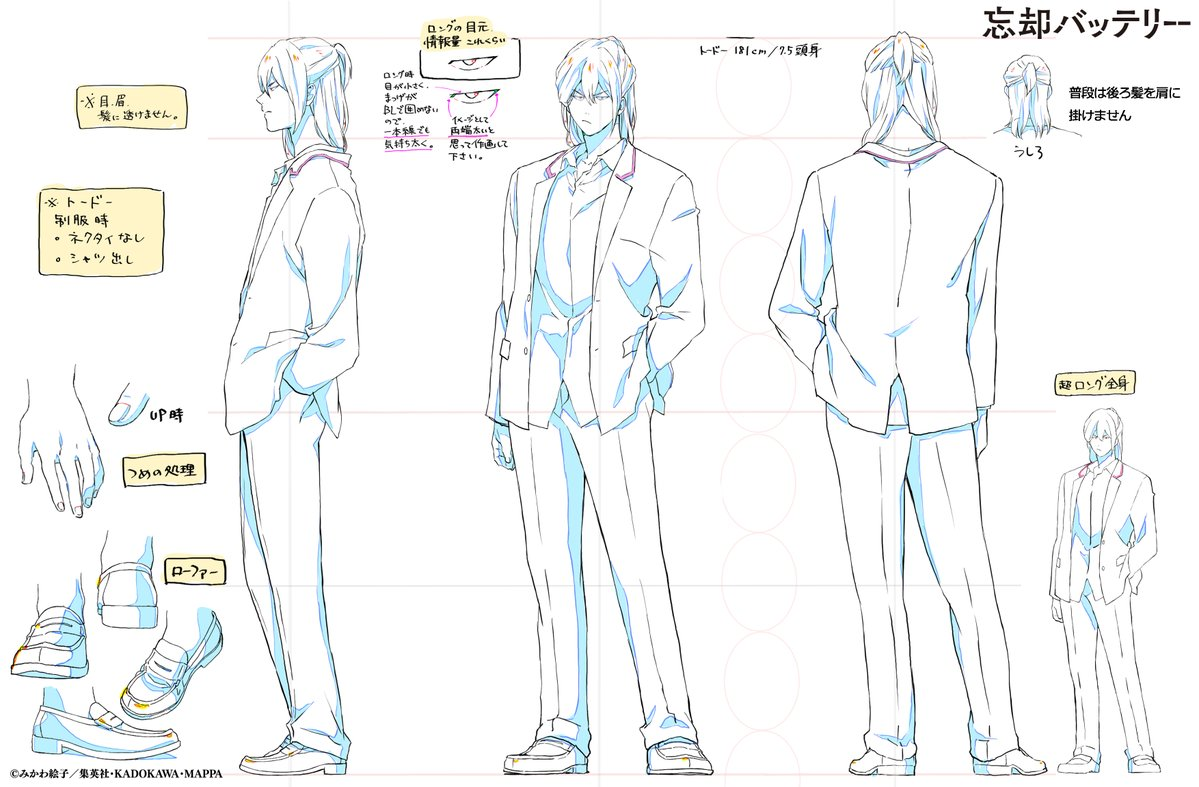 忘却バッテリー
ロングの目元
情報量 これくらい
トードー 181cm/7.5頭身
普段は後ろ髪を肩に
掛けません
うしろ
※目、眉、
髪に透けません。
ロング時
目が小さく、
まつげが
BLで囲めない
ので、
一本線でも
気持ち太く。
イメージとして
両端太いと
思って作画して
下さい。
※トードー
制服時
・ネクタイなし
・シャツ出し
UP時
つめの処理
ローファー
超ロング全身
©みかわ絵子/集英社・KADOKAWA・MAPPA